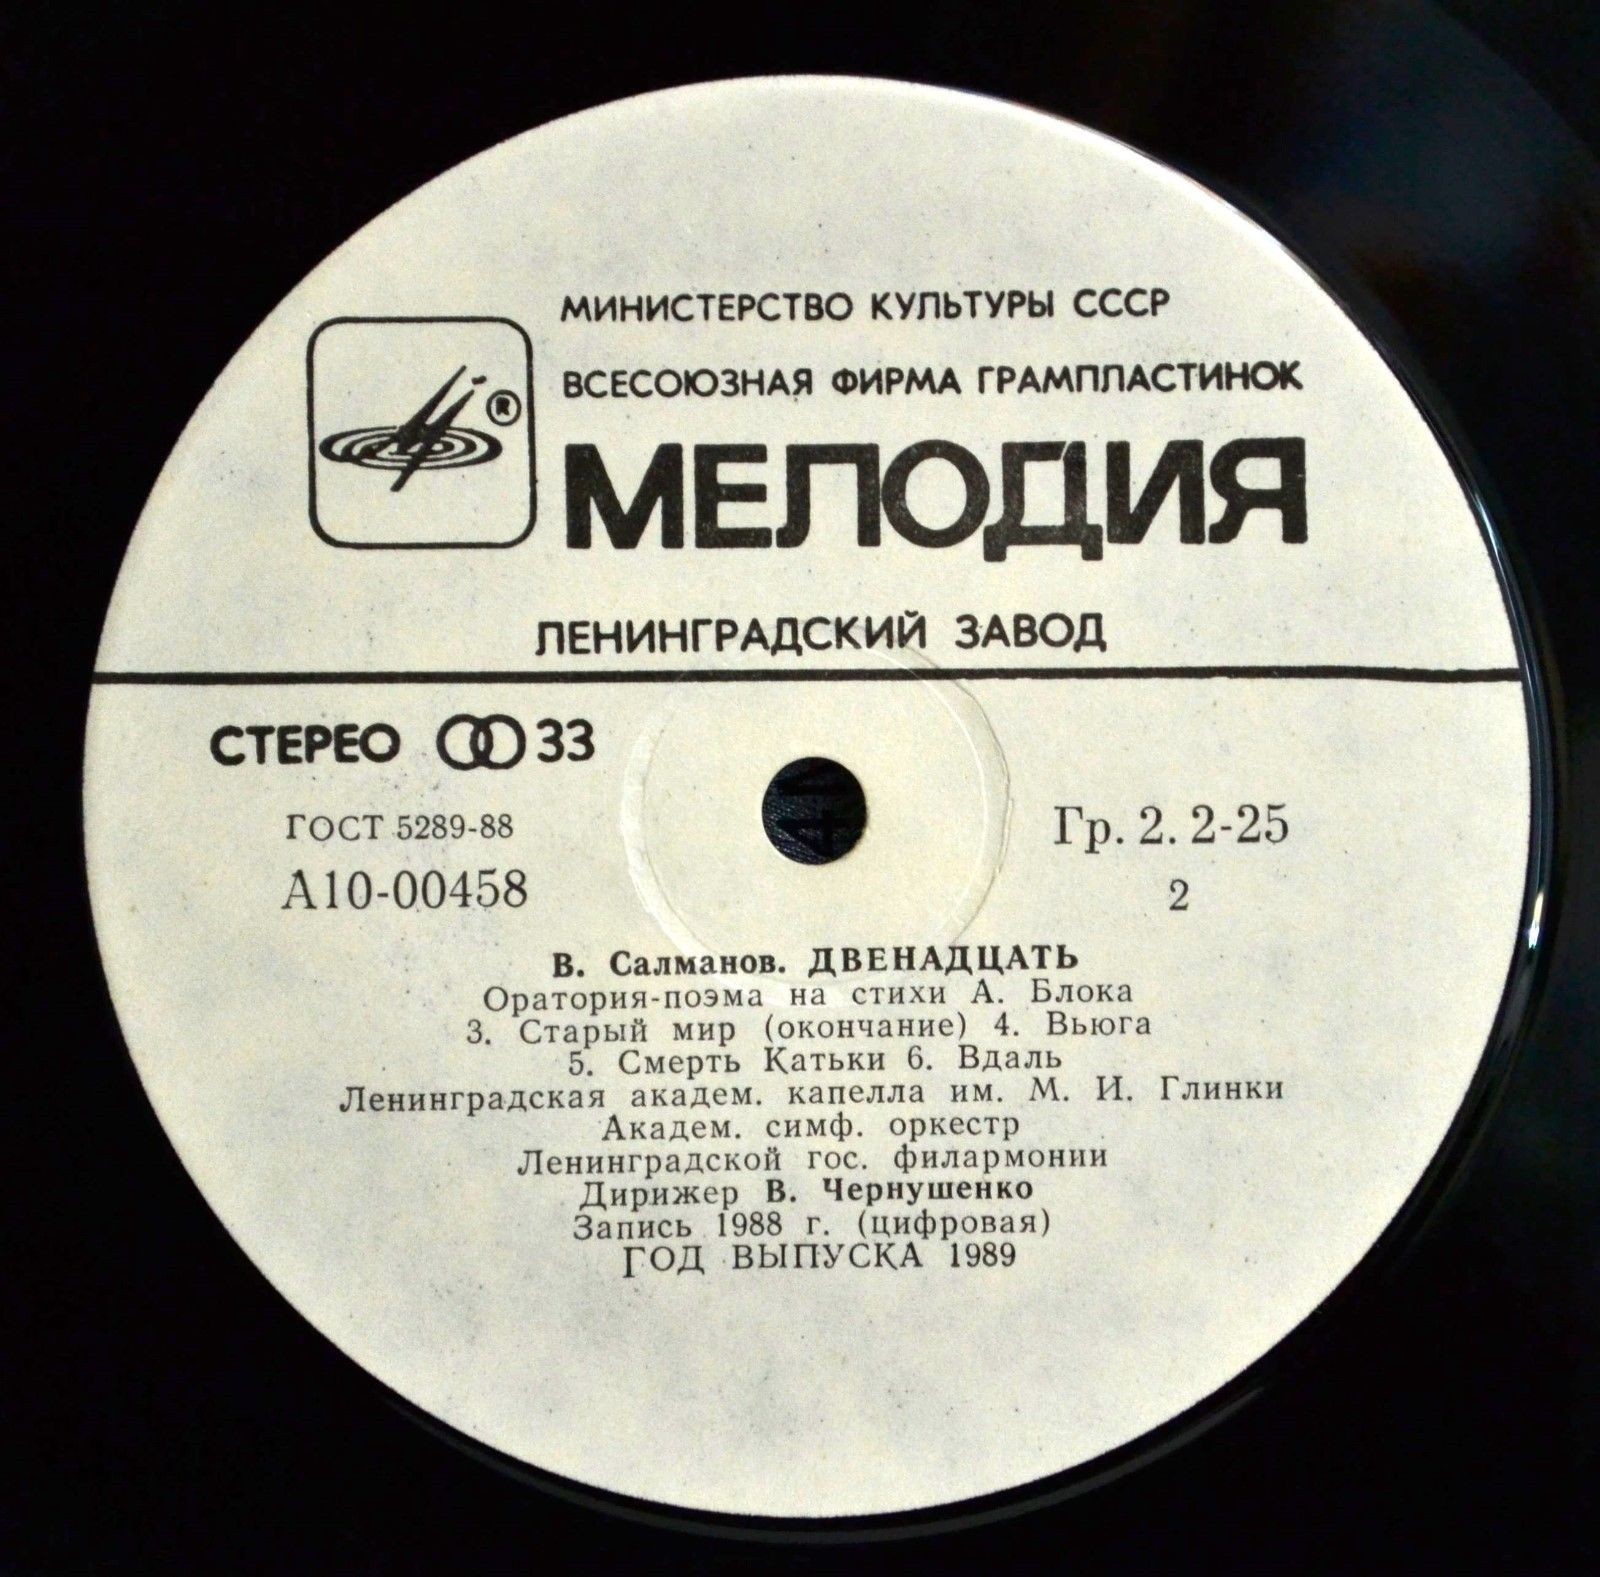 МИНИСТЕРСТВО КУЛЬТУРЫ СССР
ВСЕСОЮЗНАЯ ФИРМА ГРАМПЛАСТИНОК
®
МЕЛОДИЯ
ЛЕНИНГРАДСКИЙ ЗАВОД
СТЕРЕО 33
ГОСТ 5289-88
Гр. 2. 2-25
А10-00458
2
В. Салманов. ДВЕНАДЦАТЬ
Оратория-поэма на стихи А. Блока
3. Старый мир (окончание) 4. Вьюга
5. Смерть Катьки 6. Вдаль
Ленинградская академ. капелла им. М. И. Глинки
Академ. симф. оркестр
Ленинградской гос. филармонии
Дирижер В. Чернушенко
Запись 1988 г. (цифровая)
ГОД ВЫПУСКА 1989